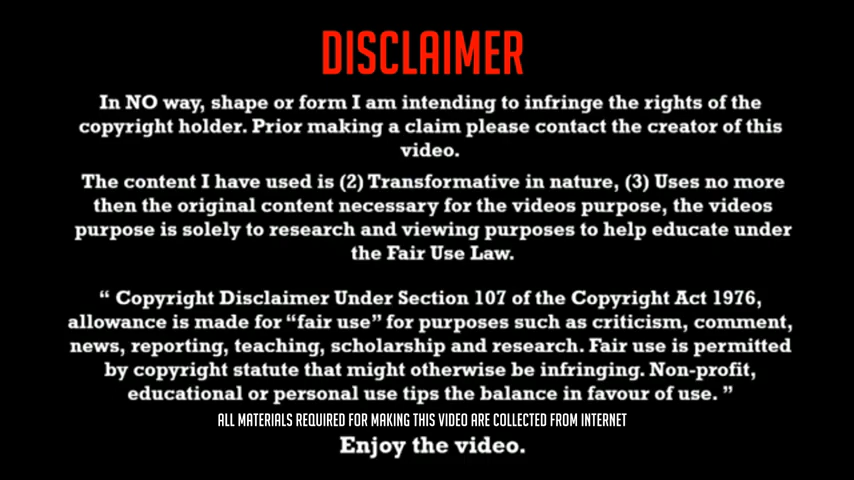 DISCLAIMER
In NO way, shape or form I am intending to infringe the rights of the
copyright holder. Prior making a claim please contact the creator of this
video.
The content I have used is (2) Transformative in nature, (3) Uses no more
then the original content necessary for the videos purpose, the videos
purpose is solely to research and viewing purposes to help educate under
the Fair Use Law.
“ Copyright Disclaimer Under Section 107 of the Copyright Act 1976,
allowance is made for “fair use” for purposes such as criticism, comment,
news, reporting, teaching, scholarship and research. Fair use is permitted
by copyright statute that might otherwise be infringing. Non-profit,
educational or personal use tips the balance in favour of use. ”
ALL MATERIALS REQUIRED FOR MAKING THIS VIDEO ARE COLLECTED FROM INTERNET
Enjoy the video.